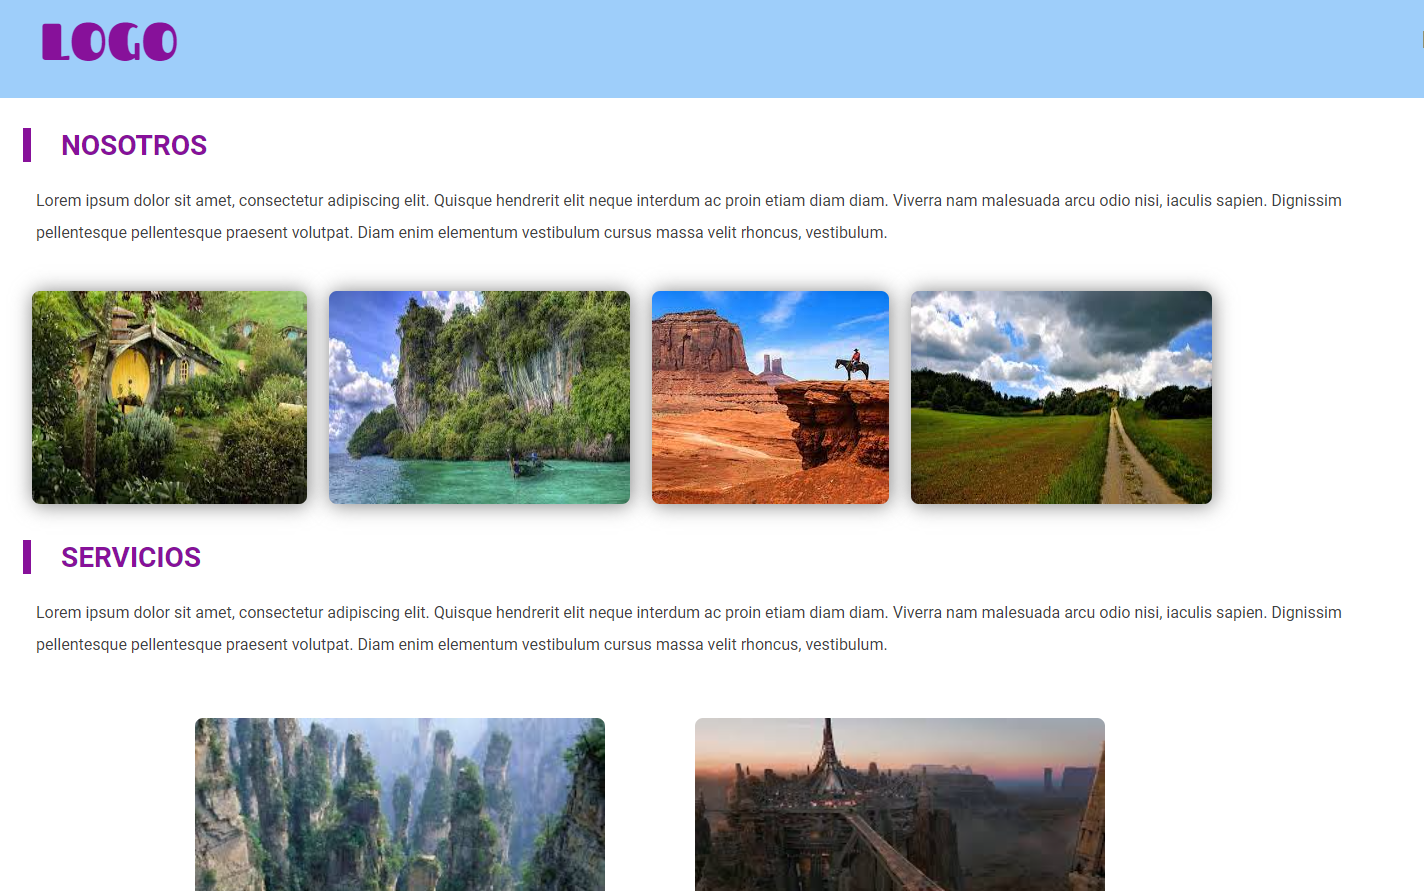 LOGO
NOSOTROS
Lorem ipsum dolor sit amet, consectetur adipiscing elit. Quisque hendrerit elit neque interdum ac proin etiam diam diam. Viverra nam malesuada arcu odio nisi, iaculis sapien. Dignissim
pellentesque pellentesque praesent volutpat. Diam enim elementum vestibulum cursus massa velit rhoncus, vestibulum.
SERVICIOS
Lorem ipsum dolor sit amet, consectetur adipiscing elit. Quisque hendrerit elit neque interdum ac proin etiam diam diam. Viverra nam malesuada arcu odio nisi, iaculis sapien. Dignissim
pellentesque pellentesque praesent volutpat. Diam enim elementum vestibulum cursus massa velit rhoncus, vestibulum.